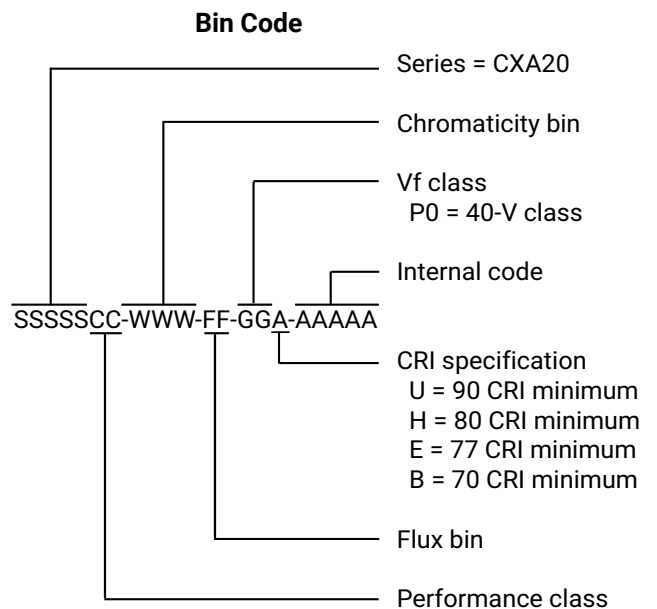 Bin Code
Series = CXA20
Chromaticity bin
Vf class
P0 = 40-V class
Internal code
SSSSSCC-WWW-FF-GGA-AAAAA
CRI specification
U = 90 CRI minimum
H = 80 CRI minimum
E = 77 CRI minimum
B = 70 CRI minimum
Flux bin
Performance class